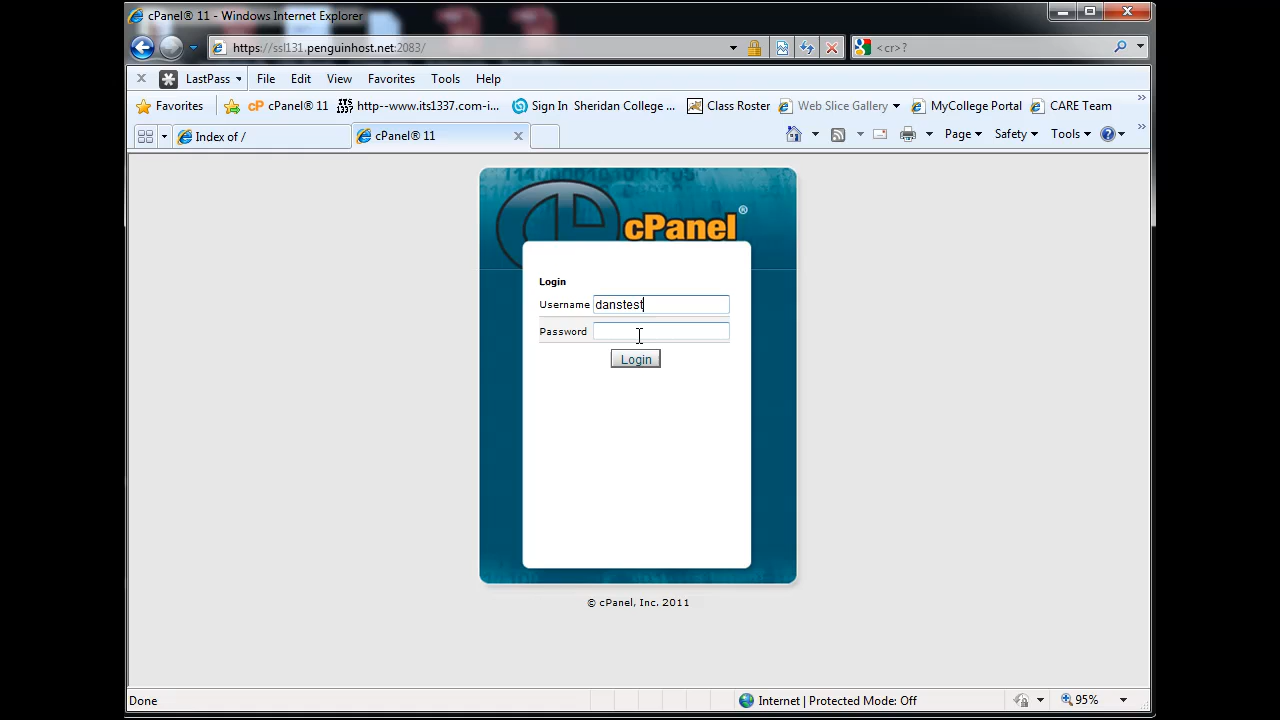 cPanel® 11 - Windows Internet Explorer
https://ssl131.penguinhost.net:2083/
<cr>?
LastPass File Edit View Favorites Tools Help
Favorites cPanel® 11 http--www.its1337.com-i... Sign In Sheridan College ... Class Roster Web Slice Gallery MyCollege Portal CARE Team
Index of / cPanel® 11 Page Safety Tools
cPanel®
Login
Username danstest
Password
Login
© cPanel, Inc. 2011
Done Internet | Protected Mode: Off 95%